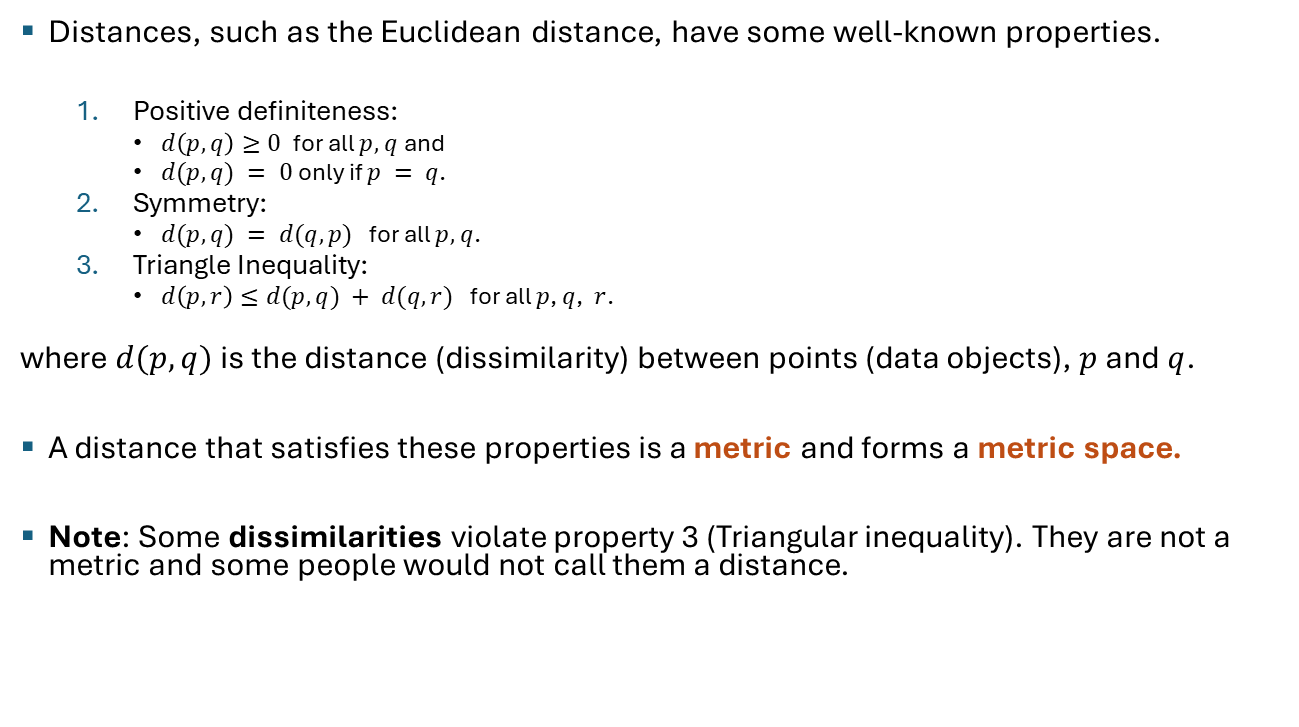 ▪ Distances, such as the Euclidean distance, have some well-known properties.
1. Positive definiteness:
• d(p, q) ≥ 0 for all p, q and
• d(p, q) = 0 only if p = q.
2. Symmetry:
• d(p, q) = d(q, p) for all p, q.
3. Triangle Inequality:
• d(p, r) ≤ d(p, q) + d(q, r) for all p, q, r.
where d(p, q) is the distance (dissimilarity) between points (data objects), p and q.
▪ A distance that satisfies these properties is a metric and forms a metric space.
▪ Note: Some dissimilarities violate property 3 (Triangular inequality). They are not a
metric and some people would not call them a distance.